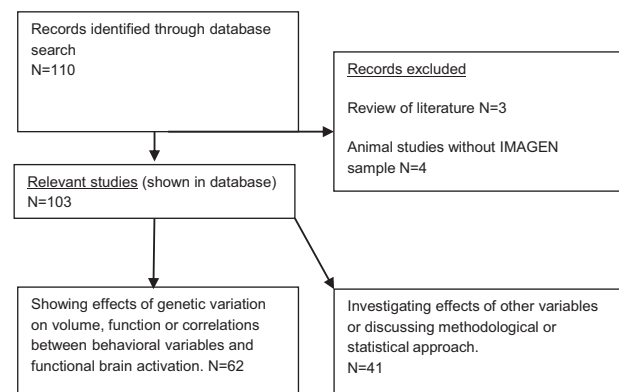 Records identified through database
search
N=110
Records excluded
Review of literature N=3
Animal studies without IMAGEN
sample N=4
Relevant studies (shown in database)
N=103
Showing effects of genetic variation
on volume, function or correlations
between behavioral variables and
functional brain activation. N=62
Investigating effects of other variables
or discussing methodological or
statistical approach.
N=41